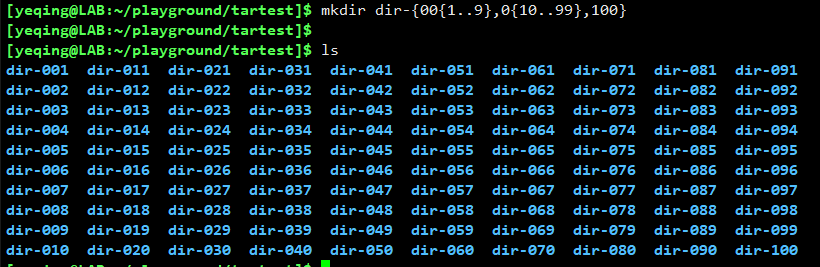 [yeqing@LAB:~/playground/tartest]$ mkdir dir-{00{1..9},0{10..99},100}
[yeqing@LAB:~/playground/tartest]$
[yeqing@LAB:~/playground/tartest]$ ls
dir-001 dir-011 dir-021 dir-031 dir-041 dir-051 dir-061 dir-071 dir-081 dir-091
dir-002 dir-012 dir-022 dir-032 dir-042 dir-052 dir-062 dir-072 dir-082 dir-092
dir-003 dir-013 dir-023 dir-033 dir-043 dir-053 dir-063 dir-073 dir-083 dir-093
dir-004 dir-014 dir-024 dir-034 dir-044 dir-054 dir-064 dir-074 dir-084 dir-094
dir-005 dir-015 dir-025 dir-035 dir-045 dir-055 dir-065 dir-075 dir-085 dir-095
dir-006 dir-016 dir-026 dir-036 dir-046 dir-056 dir-066 dir-076 dir-086 dir-096
dir-007 dir-017 dir-027 dir-037 dir-047 dir-057 dir-067 dir-077 dir-087 dir-097
dir-008 dir-018 dir-028 dir-038 dir-048 dir-058 dir-068 dir-078 dir-088 dir-098
dir-009 dir-019 dir-029 dir-039 dir-049 dir-059 dir-069 dir-079 dir-089 dir-099
dir-010 dir-020 dir-030 dir-040 dir-050 dir-060 dir-070 dir-080 dir-090 dir-100
[yeqing@LAB:~/playground/tartest]$